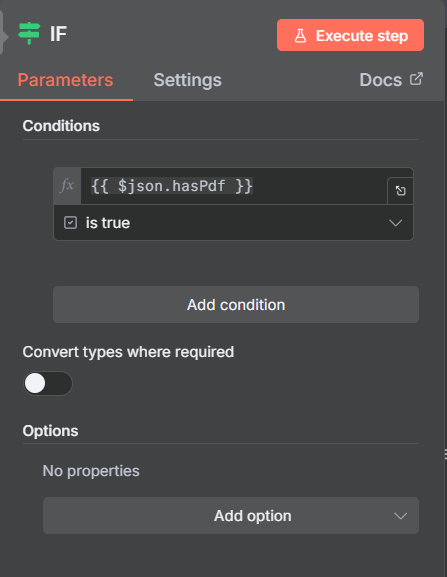 IF
Execute step
Parameters
Settings
Docs
Conditions
fx
{{ $json.hasPdf }}
is true
Add condition
Convert types where required
Options
No properties
Add option